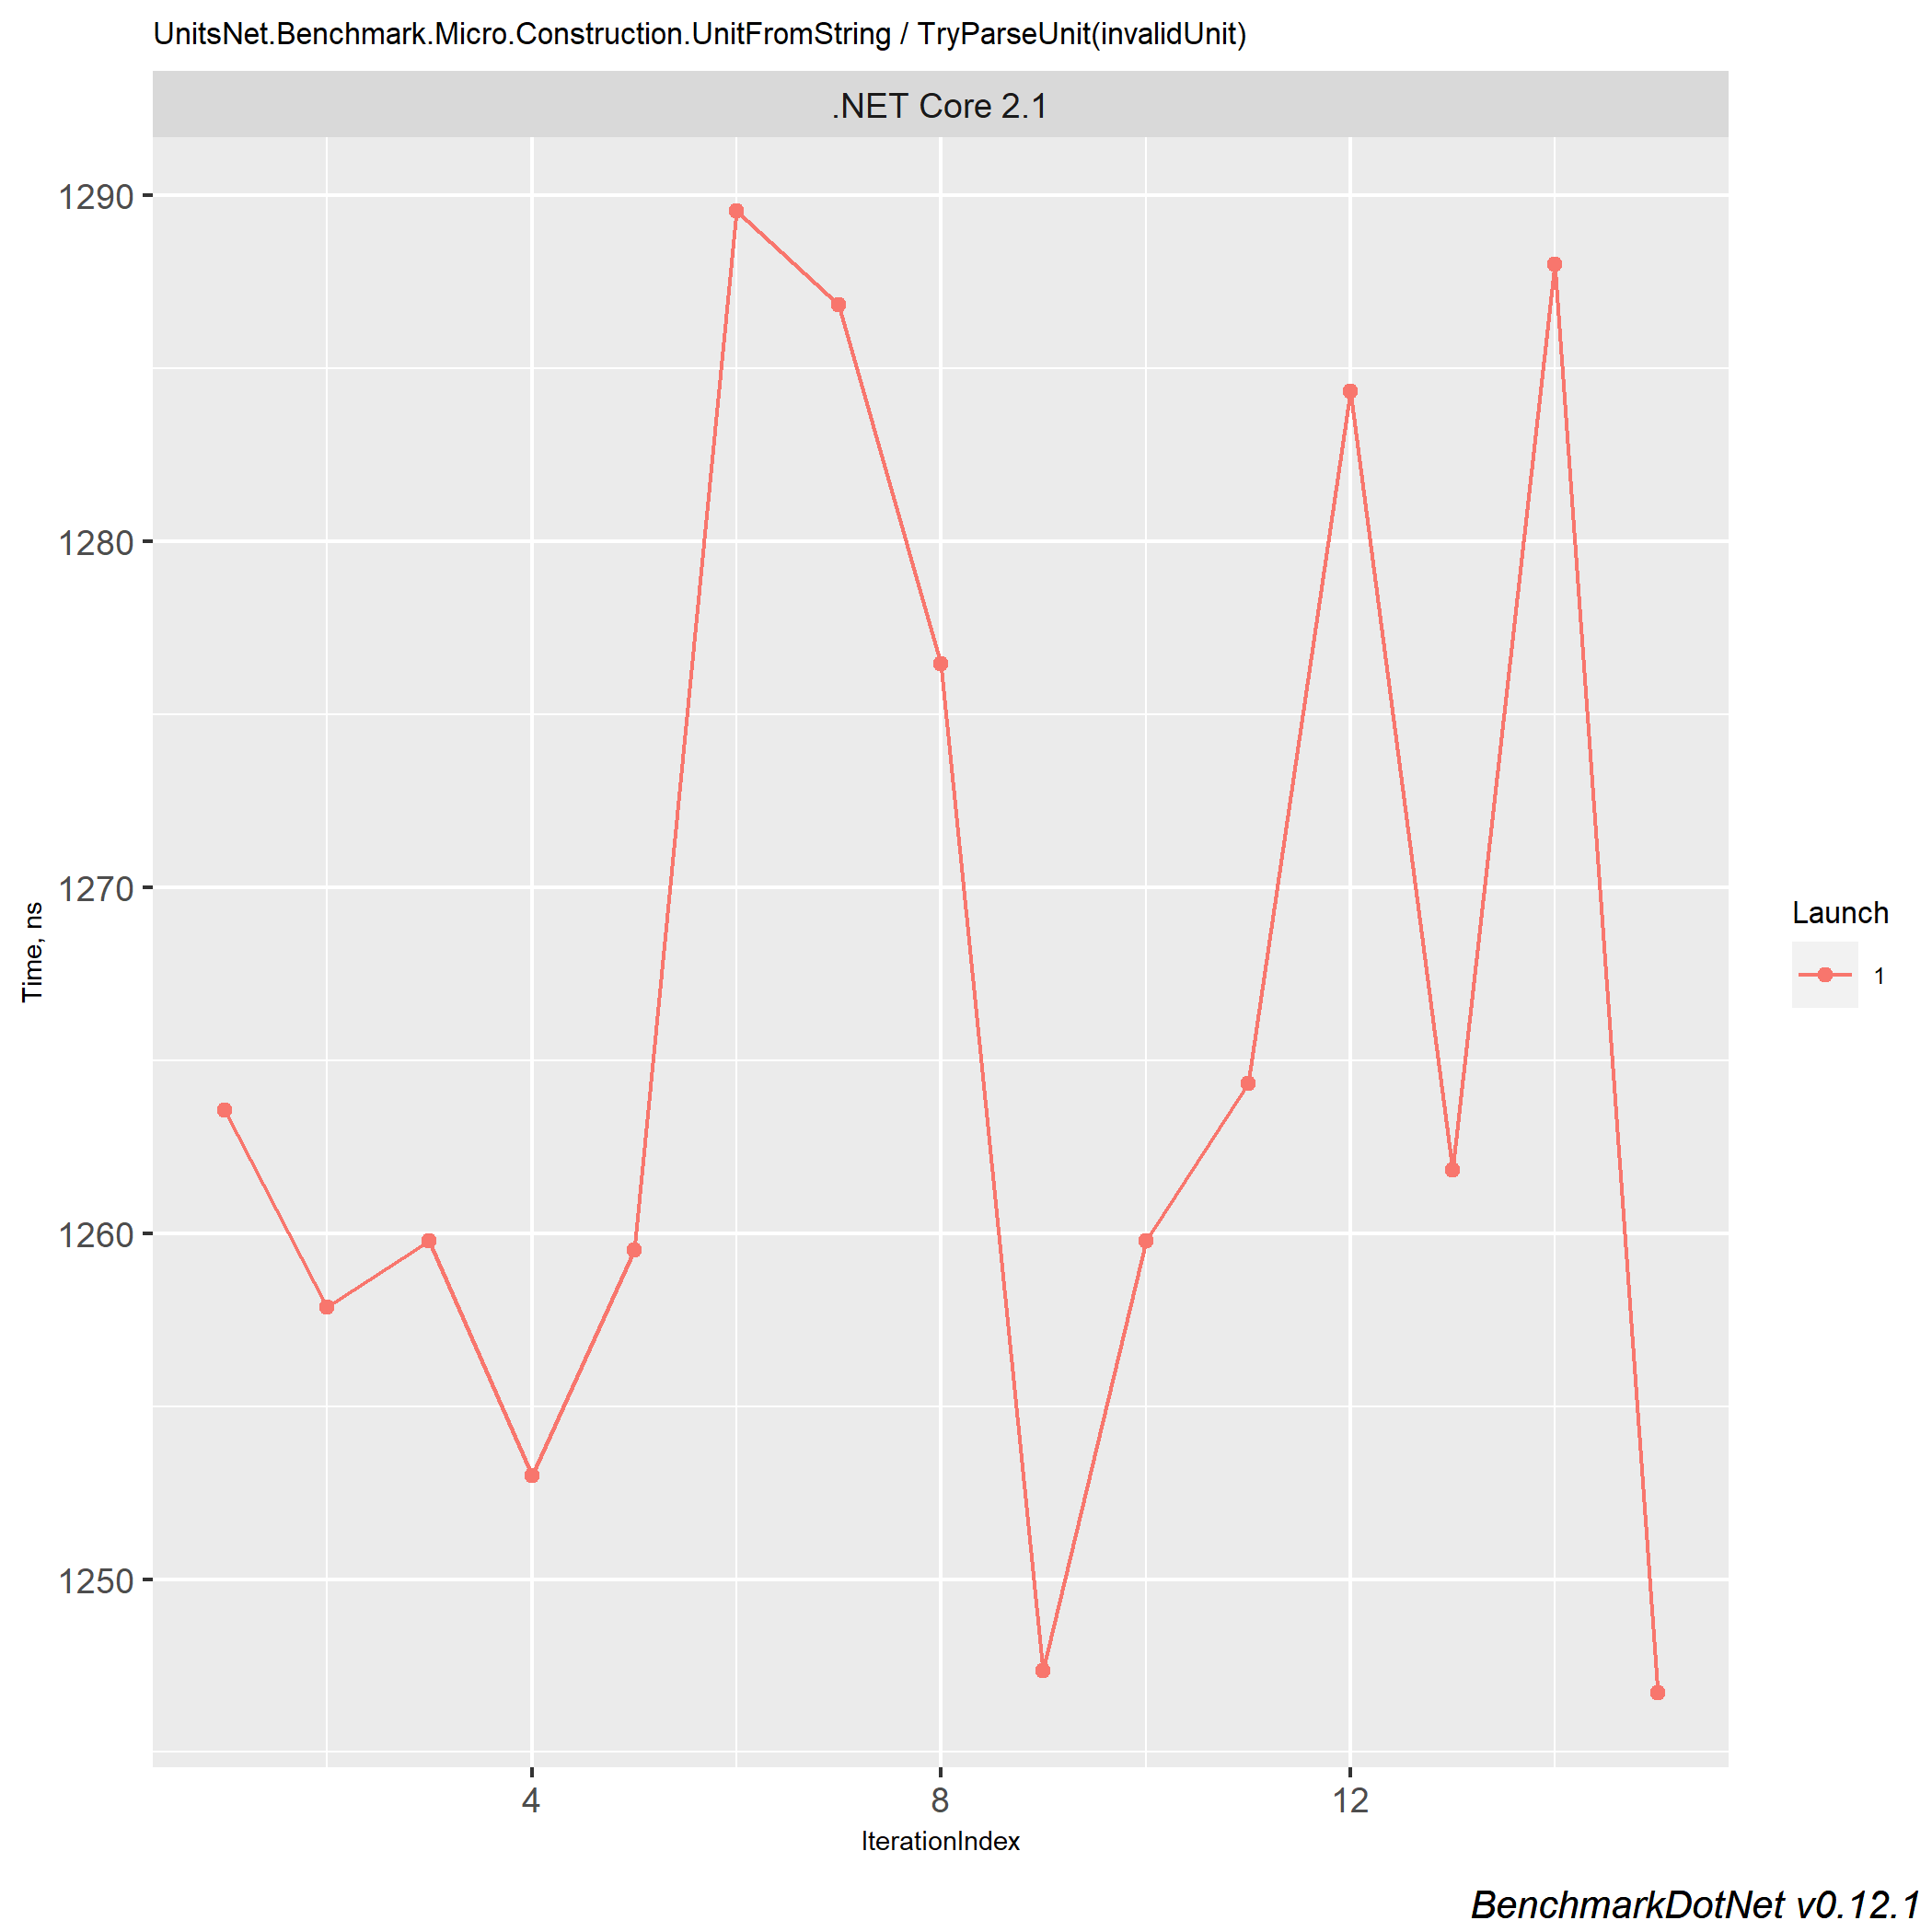 UnitsNet.Benchmark.Micro.Construction.UnitFromString / TryParseUnit(invalidUnit)
.NET Core 2.1
1290
1280
1270
1260
1250
Time, ns
4 8 12
IterationIndex
Launch
1
BenchmarkDotNet v0.12.1